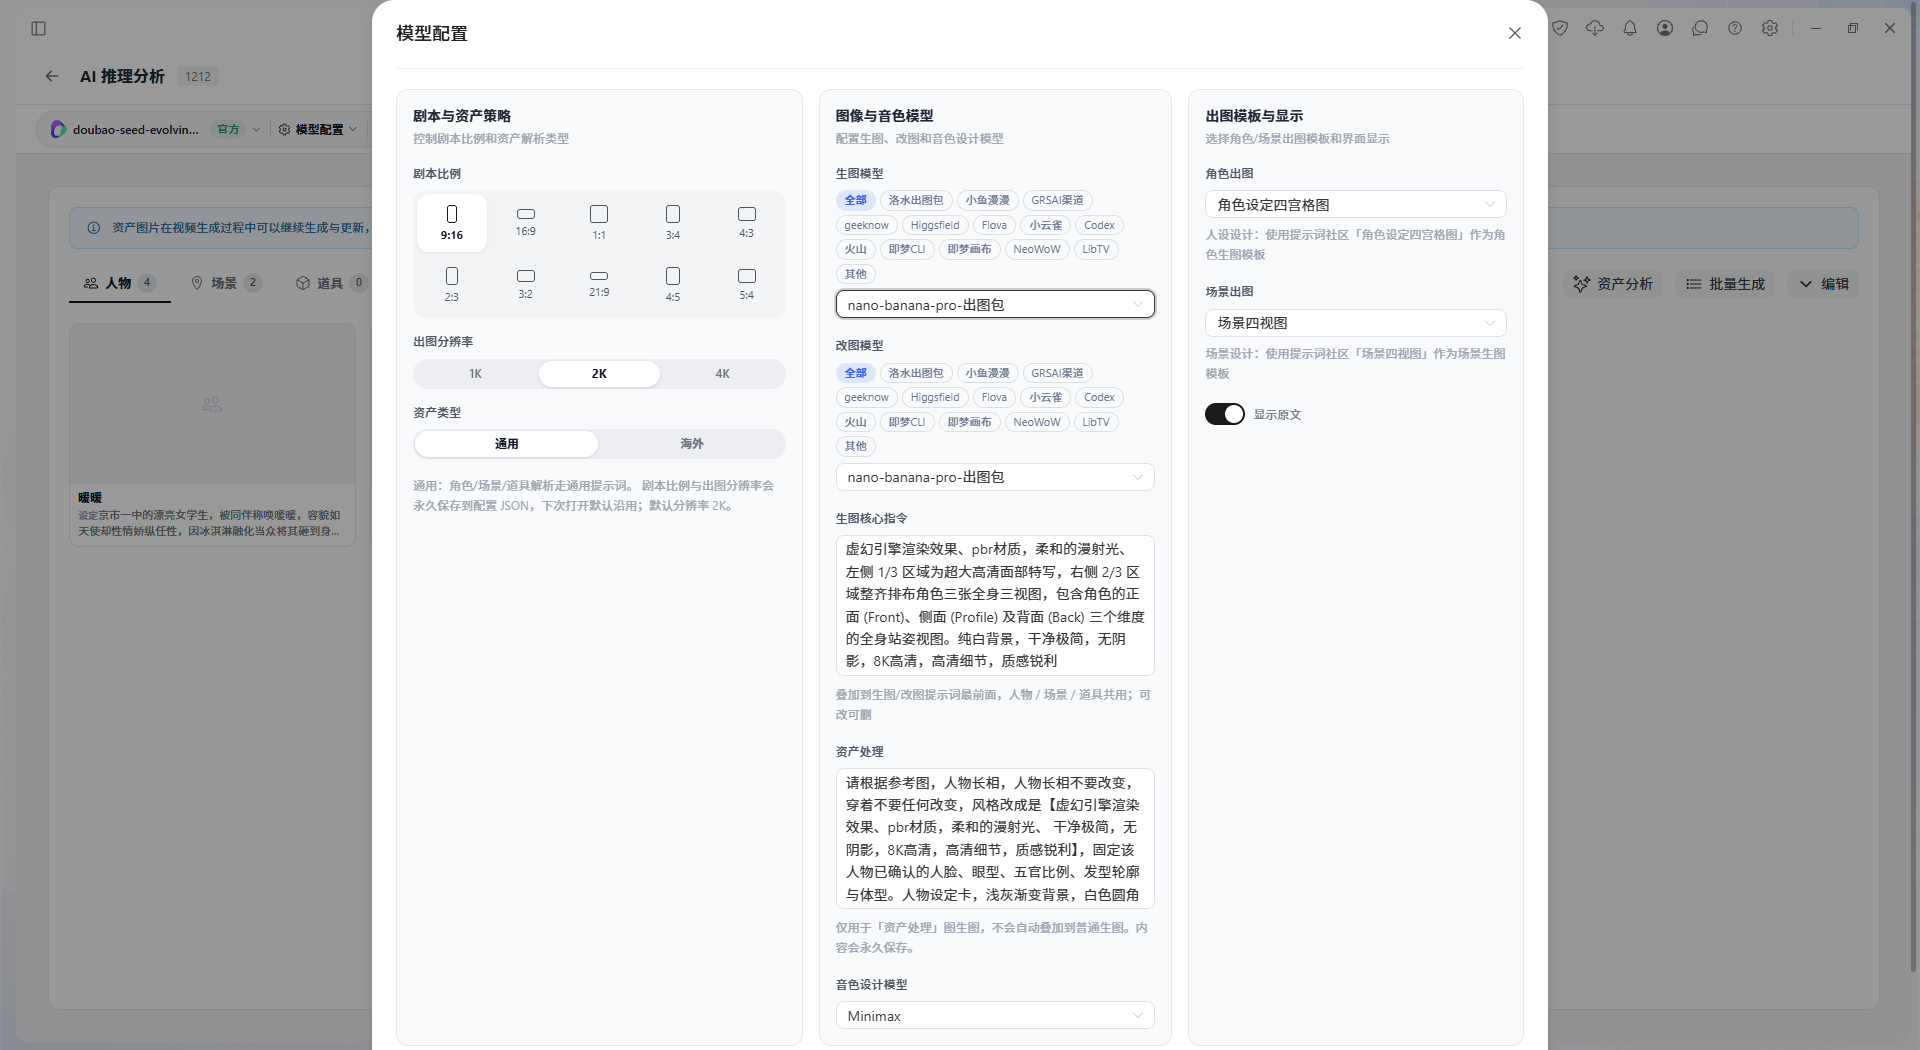 模型配置
AI 推理分析
1212
doubao-seed-evolvin...
官方
模型配置
资产图片在视频生成过程中可以继续生成与更新，
人物
4
场景
2
道具
0
资产分析
批量生成
编辑
暖暖
设定京市一中的漂亮女学生，被同伴称唤暖暖，容貌如
天使却性情娇纵任性，因冰淇淋融化当众将其砸到身...
剧本与资产策略
控制剧本比例和资产解析类型
剧本比例
9:16
16:9
1:1
3:4
4:3
2:3
3:2
21:9
4:5
5:4
出图分辨率
1K
2K
4K
资产类型
通用
海外
通用：角色/场景/道具解析走通用提示词。 剧本比例与出图分辨率会
永久保存到配置 JSON，下次打开默认沿用；默认分辨率 2K。
图像与音色模型
配置生图、改图和音色设计模型
生图模型
全部
洛水出图包
小鱼漫漫
GRSAI渠道
geeknow
Higgsfield
Flova
小云雀
Codex
火山
即梦CLI
即梦画布
NeoWoW
LibTV
其他
nano-banana-pro-出图包
改图模型
全部
洛水出图包
小鱼漫漫
GRSAI渠道
geeknow
Higgsfield
Flova
小云雀
Codex
火山
即梦CLI
即梦画布
NeoWoW
LibTV
其他
nano-banana-pro-出图包
生图核心指令
虚幻引擎渲染效果、pbr材质，柔和的漫射光、
左侧 1/3 区域为超大高清面部特写，右侧 2/3 区
域整齐排布角色三张全身三视图，包含角色的正
面 (Front)、侧面 (Profile) 及背面 (Back) 三个维度
的全身站姿视图。纯白背景，干净极简，无阴
影，8K高清，高清细节，质感锐利
叠加到生图/改图提示词最前面，人物 / 场景 / 道具共用；可
改可删
资产处理
请根据参考图，人物长相，人物长相不要改变，
穿着不要任何改变，风格改成是【虚幻引擎渲染
效果、pbr材质，柔和的漫射光、 干净极简，无
阴影，8K高清，高清细节，质感锐利】，固定该
人物已确认的人脸、眼型、五官比例、发型轮廓
与体型。人物设定卡，浅灰渐变背景，白色圆角
仅用于「资产处理」图生图，不会自动叠加到普通生图。内
容会永久保存。
音色设计模型
Minimax
出图模板与显示
选择角色/场景出图模板和界面显示
角色出图
角色设定四宫格图
人设设计：使用提示词社区「角色设定四宫格图」作为角
色生图模板
场景出图
场景四视图
场景设计：使用提示词社区「场景四视图」作为场景生图
模板
显示原文